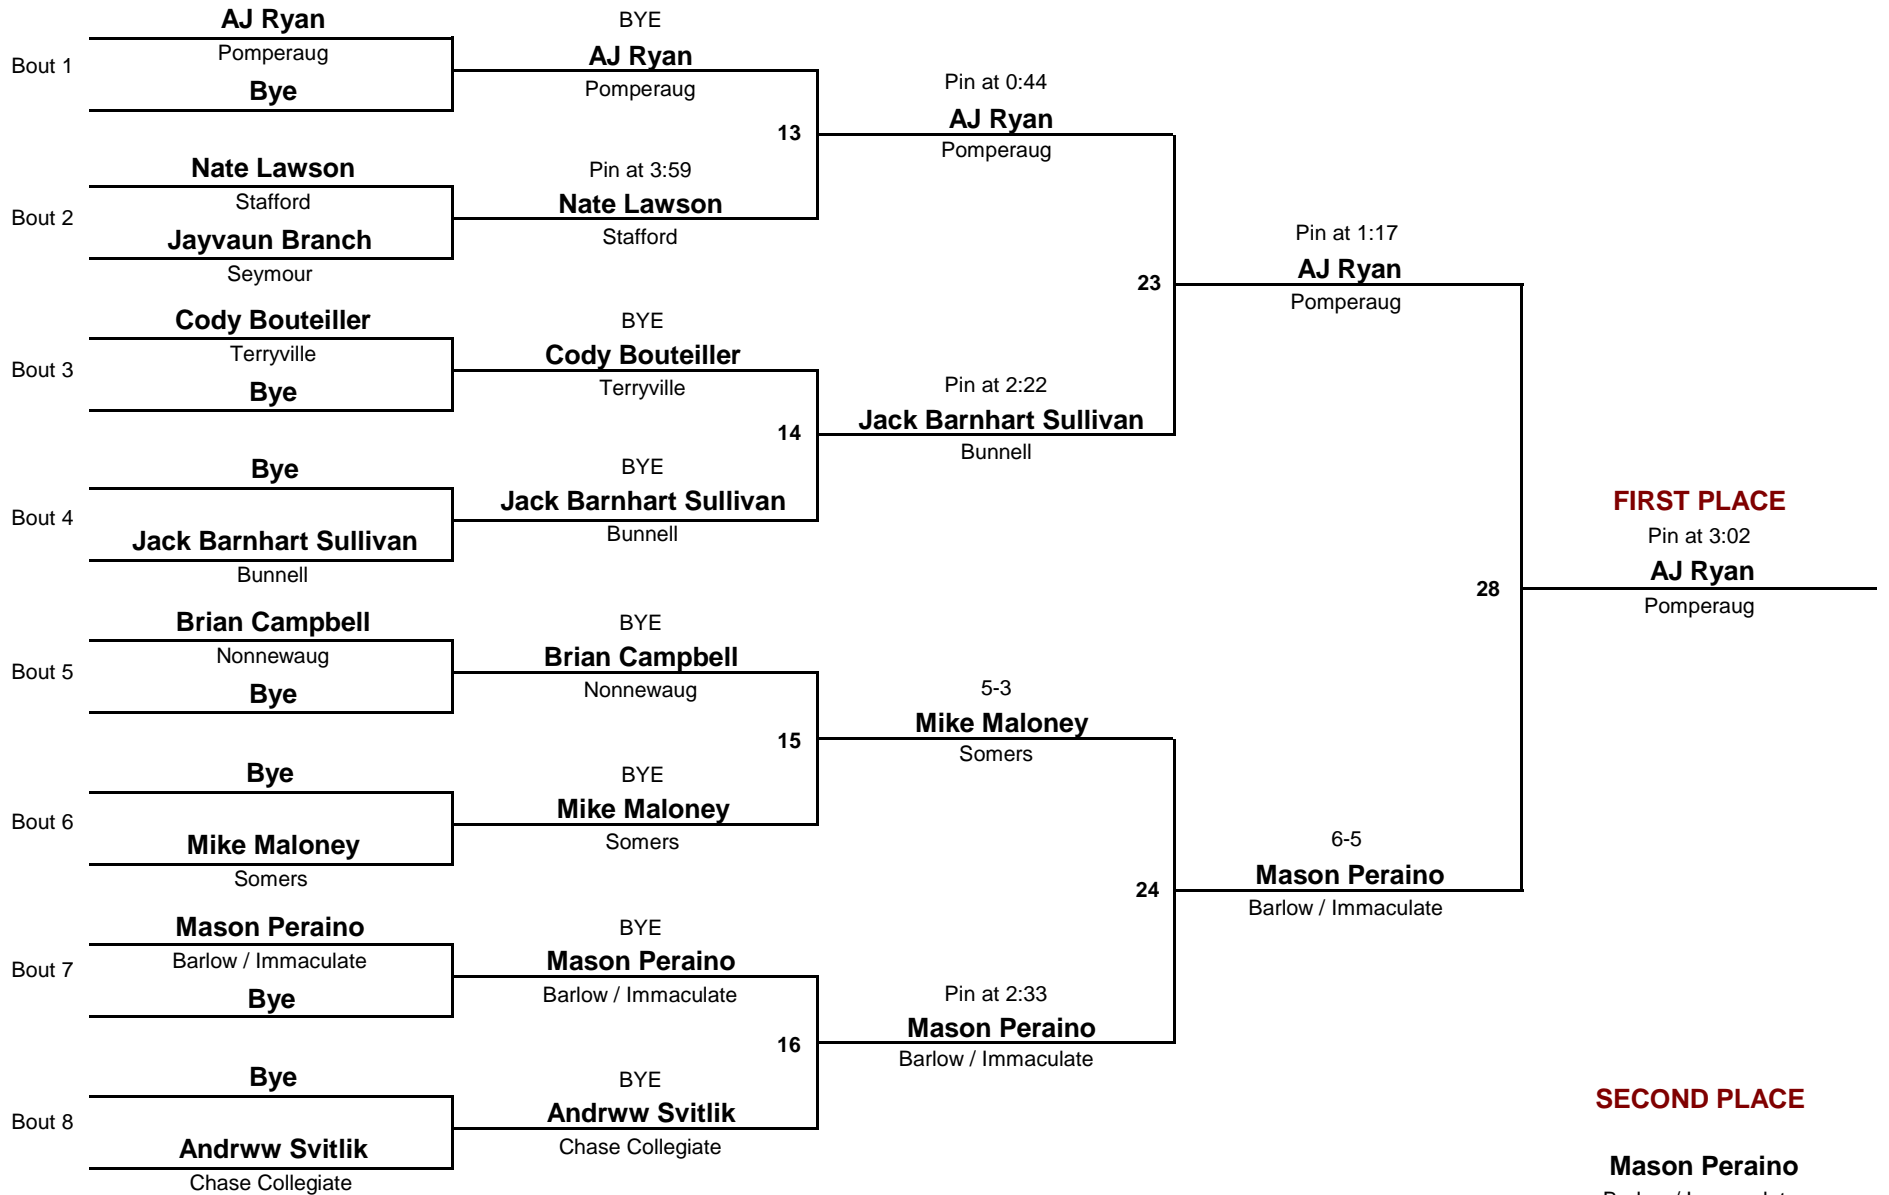 AJ Ryan
Bout 1
Pomperaug
Bye
Nate Lawson
Bout 2
Stafford
Jayvaun Branch
Seymour
Cody Bouteiller
Bout 3
Terryville
Bye
Bye
Bout 4
Jack Barnhart Sullivan
Bunnell
Brian Campbell
Bout 5
Nonnewaug
Bye
Bye
Bout 6
Mike Maloney
Somers
Mason Peraino
Bout 7
Barlow / Immaculate
Bye
Bye
Bout 8
Andrww Svitlik
Chase Collegiate
BYE
AJ Ryan
Pomperaug
13
Pin at 3:59
Nate Lawson
Stafford
BYE
Cody Bouteiller
Terryville
14
BYE
Jack Barnhart Sullivan
Bunnell
BYE
Brian Campbell
Nonnewaug
15
BYE
Mike Maloney
Somers
BYE
Mason Peraino
Barlow / Immaculate
16
BYE
Andrww Svitlik
Chase Collegiate
Pin at 0:44
AJ Ryan
Pomperaug
23
Pin at 2:22
Jack Barnhart Sullivan
Bunnell
5-3
Mike Maloney
Somers
24
Pin at 2:33
Mason Peraino
Barlow / Immaculate
Pin at 1:17
AJ Ryan
Pomperaug
28
6-5
Mason Peraino
Barlow / Immaculate
FIRST PLACE
Pin at 3:02
AJ Ryan
Pomperaug
SECOND PLACE
Mason Peraino
Barlow / Immaculate